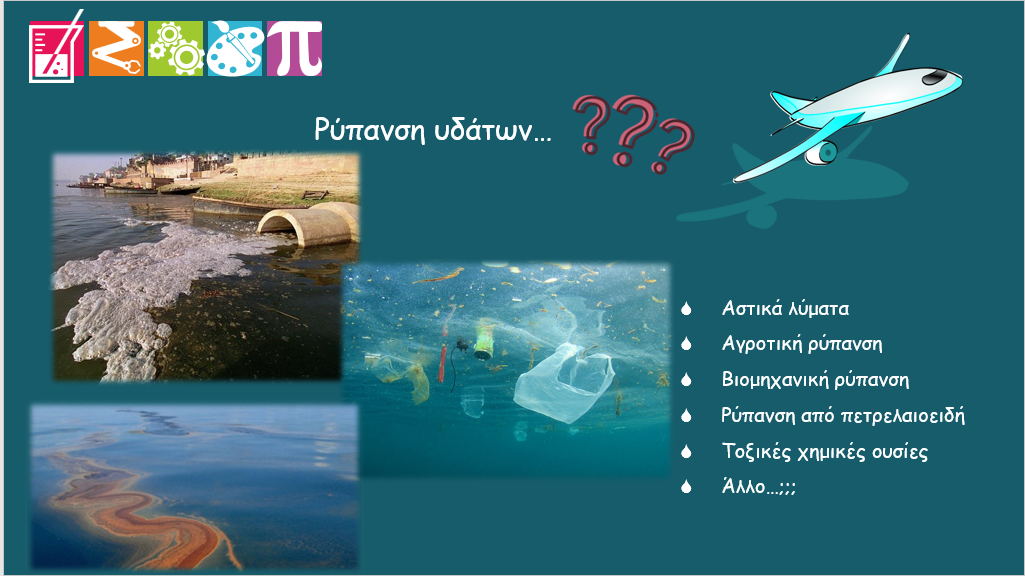 π
Ρύπανση υδάτων...
???
Αστικά λύματα
Αγροτική ρύπανση
Βιομηχανική ρύπανση
Ρύπανση από πετρελαιοειδή
Τοξικές χημικές ουσίες
Άλλο...;;;